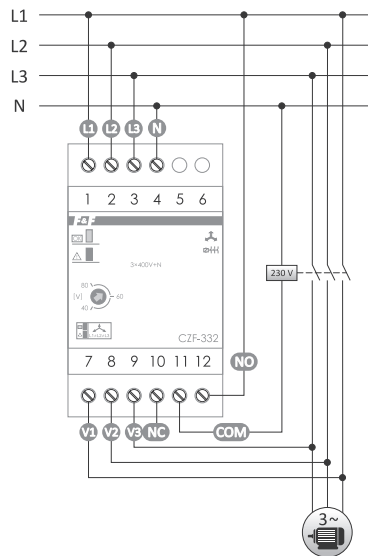 L1
L2
L3
N
L1 L2 L3 N
1 2 3 4 5 6
F&F
3×400V+N
80
[V] 60
40
CZF-332
230 V
7 8 9 10 11 12
NO
V1 V2 V3 NC COM
3~